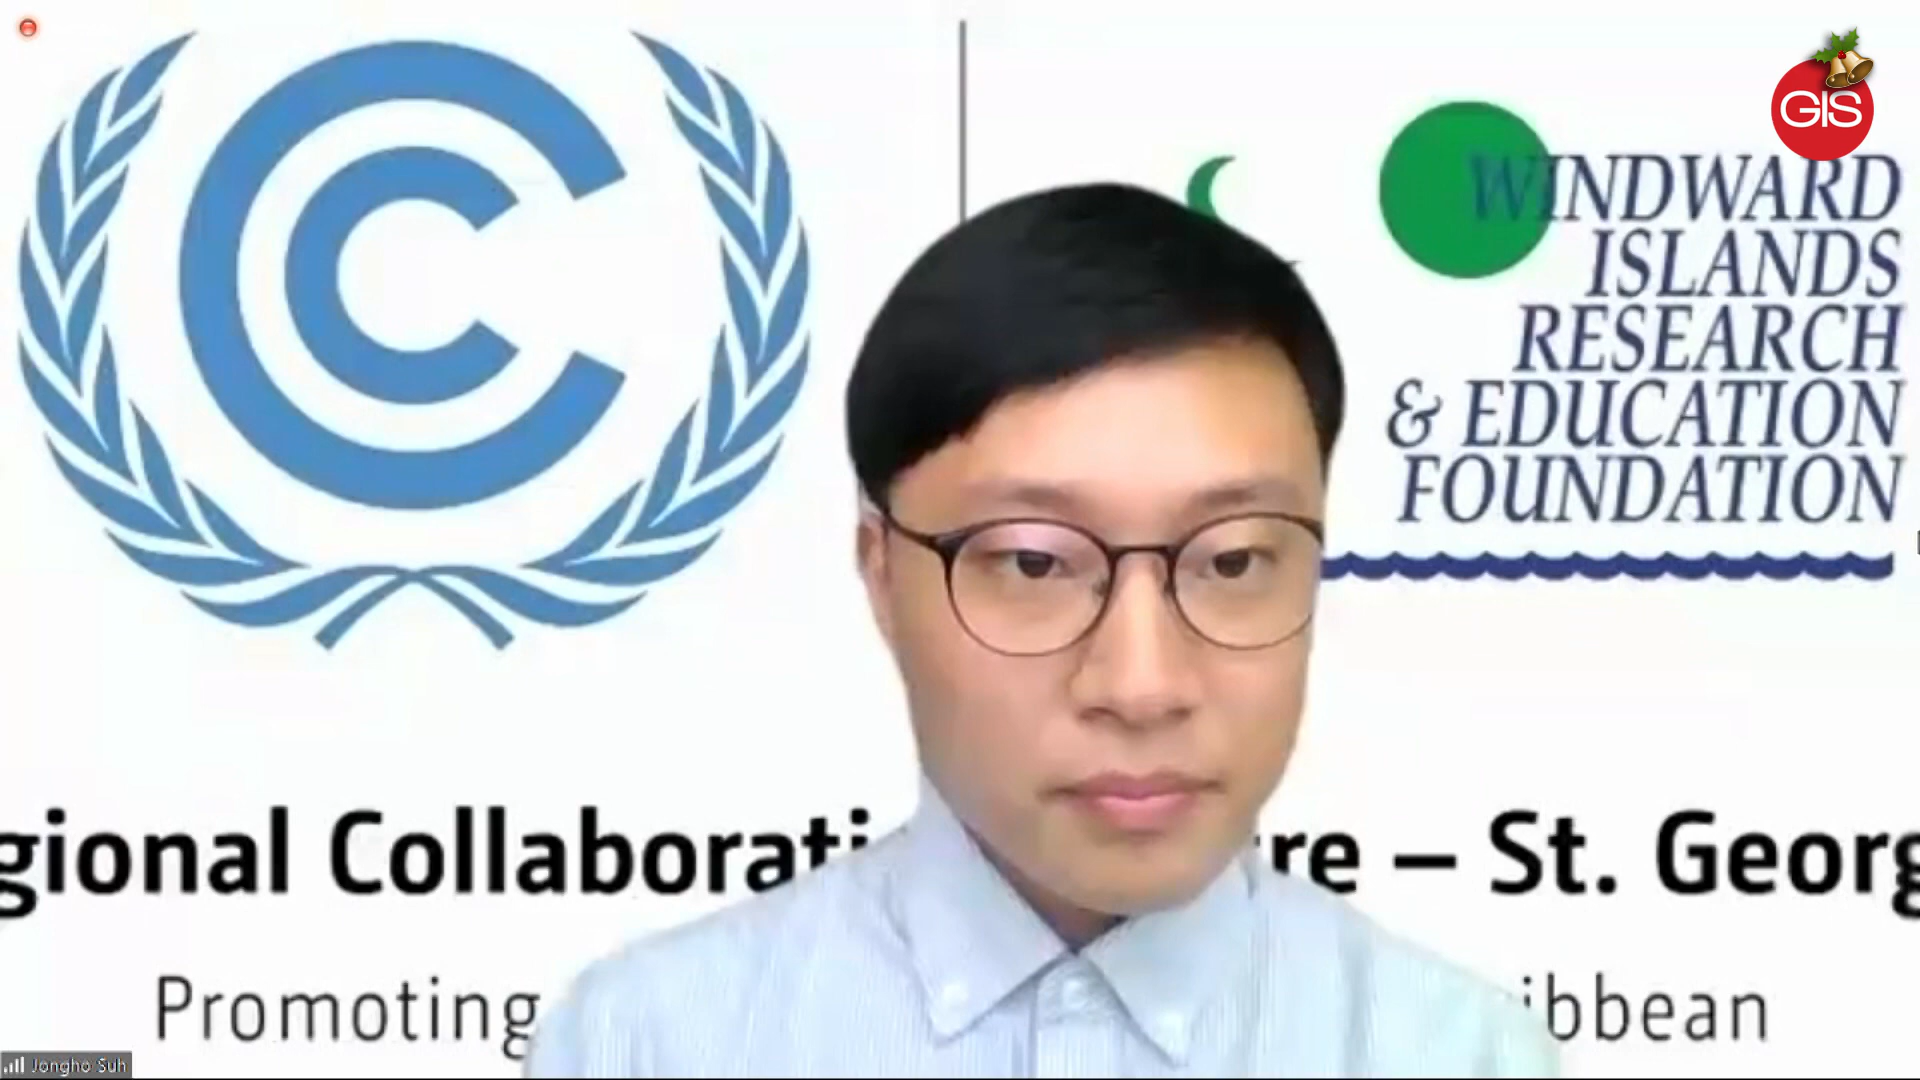 GIS
WINDWARD
ISLANDS
RESEARCH
& EDUCATION
FOUNDATION
gional Collaborati re – St. Georg
Promoting ibbean
Jongho Suh